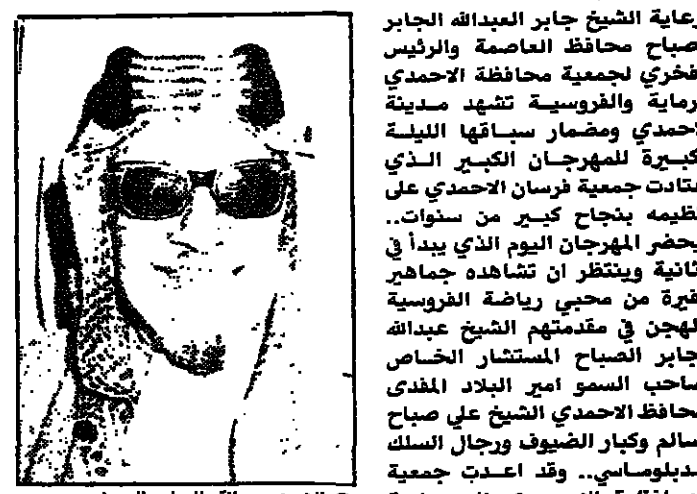 رعاية الشيخ جابر العبدالله الجابر
صباح محافظ العاصمة والرئيس
فخري لجمعية محافظة الاحمدي
رماية والفروسية تشهد مدينة
لاحمدي ومضمار سباقها الليلة
كبيرة للمهرجان الكبير الذي
عتادت جمعية فرسان الاحمدي على
نظيمه بنجاح كبير من سنوات..
يحضر المهرجان اليوم الذي يبدأ في
ثانية وينتظر ان تشاهده جماهير
فيرة من محبي رياضة الفروسية
لهجن في مقدمتهم الشيخ عبدالله
جابر الصباح المستشار الخاص
صاحب السمو امير البلاد المفدى
محافظ الاحمدي الشيخ علي صباح
سالم وكبار الضيوف ورجال السلك
دبلوماسي.. وقد اعدت جمعية